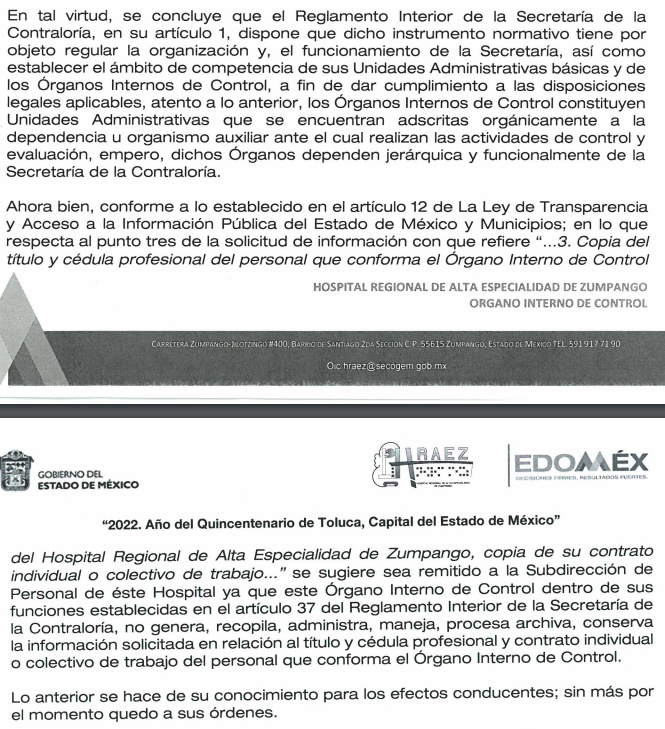 En tal virtud, se concluye que el Reglamento Interior de la Secretaría de la
Contraloría, en su artículo 1, dispone que dicho instrumento normativo tiene por
objeto regular la organización y, el funcionamiento de la Secretaría, así como
establecer el ámbito de competencia de sus Unidades Administrativas básicas y de
los Órganos Internos de Control, a fin de dar cumplimiento a las disposiciones
legales aplicables, atento a lo anterior, los Órganos Internos de Control constituyen
Unidades Administrativas que se encuentran adscritas orgánicamente a la
dependencia u organismo auxiliar ante el cual realizan las actividades de control y
evaluación, empero, dichos Órganos dependen jerárquica y funcionalmente de la
Secretaría de la Contraloría.
Ahora bien, conforme a lo establecido en el artículo 12 de La Ley de Transparencia
y Acceso a la Información Pública del Estado de México y Municipios; en lo que
respecta al punto tres de la solicitud de información con que refiere “...3. Copia del
título y cédula profesional del personal que conforma el Órgano Interno de Control
HOSPITAL REGIONAL DE ALTA ESPECIALIDAD DE ZUMPANGO
ORGANO INTERNO DE CONTROL
CARRETERA ZUMPANGO-JILOTZINGO #400, BARRIO DE SANTIAGO 2DA SECCION C.P. 55615 ZUMPANGO, ESTADO DE MÉXICO TEL. 591 917 71 90
Oic.hraez@secogem.gob.mx
GOBIERNO DEL
ESTADO DE MÉXICO
HRAEZ
EDOMÉX
DECISIONES FIRMES, RESULTADOS FUERTES.
“2022. Año del Quincentenario de Toluca, Capital del Estado de México”
del Hospital Regional de Alta Especialidad de Zumpango, copia de su contrato
individual o colectivo de trabajo...” se sugiere sea remitido a la Subdirección de
Personal de éste Hospital ya que este Órgano Interno de Control dentro de sus
funciones establecidas en el artículo 37 del Reglamento Interior de la Secretaría de
la Contraloría, no genera, recopila, administra, maneja, procesa archiva, conserva
la información solicitada en relación al título y cédula profesional y contrato individual
o colectivo de trabajo del personal que conforma el Órgano Interno de Control.
Lo anterior se hace de su conocimiento para los efectos conducentes; sin más por
el momento quedo a sus órdenes.